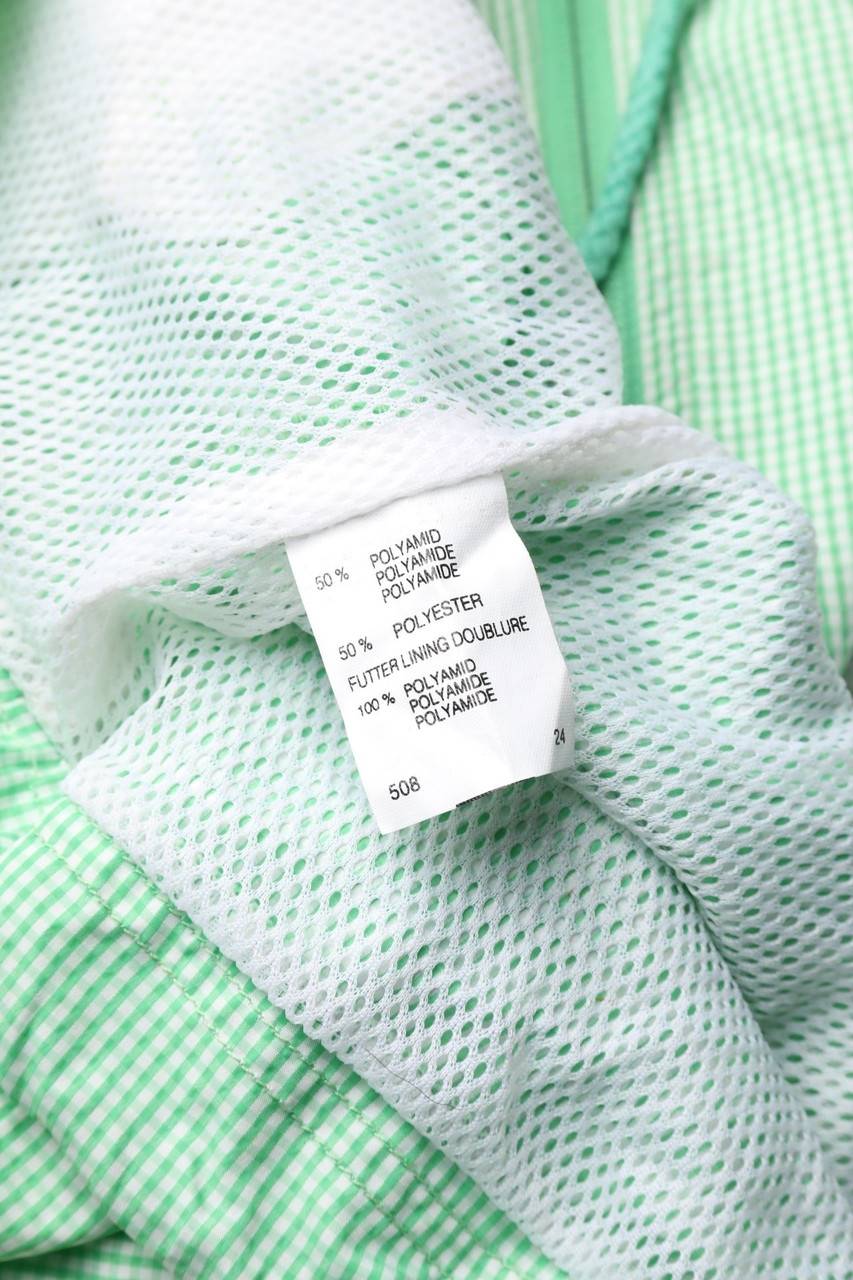 POLYAMID
50 % POLYAMIDE
POLYAMIDE
50 % POLYESTER
FUTTER LINING DOUBLURE
POLYAMID
100 % POLYAMIDE
POLYAMIDE
24
508